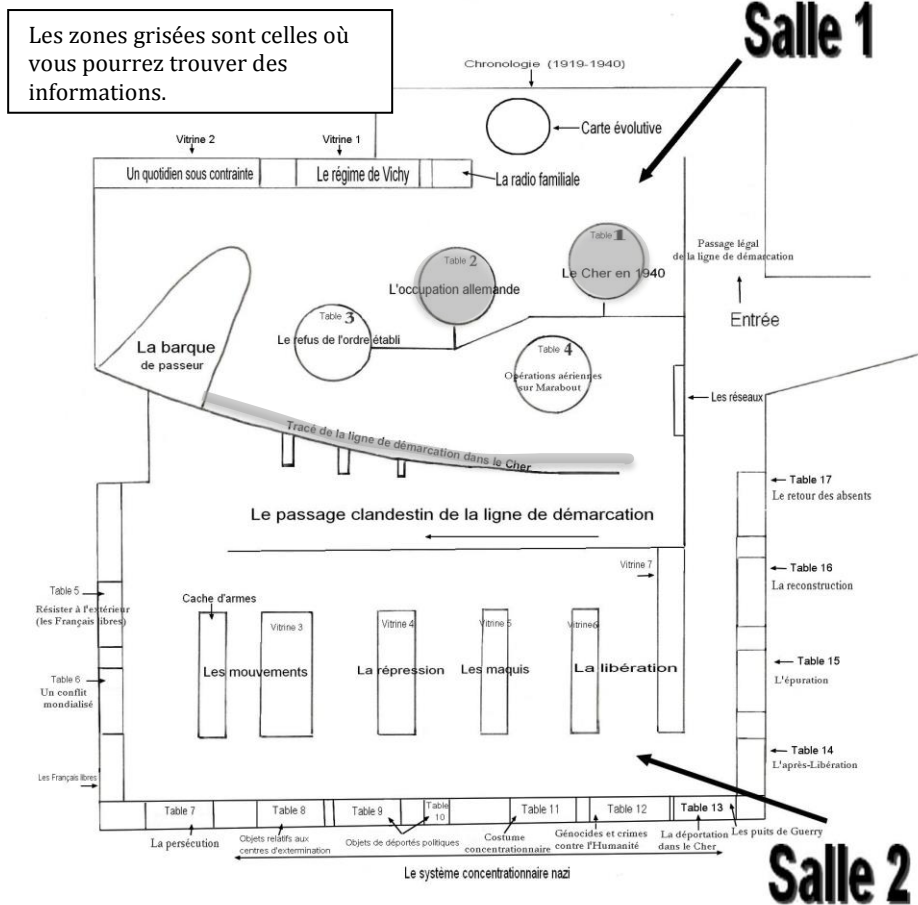 Les zones grisées sont celles où
vous pourrez trouver des
informations.
Salle 1
Chronologie (1919-1940)
Carte évolutive
Vitrine 2
Vitrine 1
Un quotidien sous contrainte
Le régime de Vichy
La radio familiale
Table 1
Le Cher en 1940
Passage légal
de la ligne de démarcation
Entrée
Table 2
L'occupation allemande
Table 3
Le refus de l'ordre établi
Table 4
Opérations aériennes
sur Marabout
La barque
de passeur
Les réseaux
Tracé de la ligne de démarcation dans le Cher
Table 17
Le retour des absents
Le passage clandestin de la ligne de démarcation
Table 16
La reconstruction
Vitrine 7
Table 5
Résister à l'extérieur
(les Français libres)
Cache d'armes
Vitrine 3
Vitrine 4
Vitrine 5
Vitrine6
Les mouvements
La répression
Les maquis
La libération
Table 15
L'épuration
Table 6
Un conflit
mondialisé
Table 14
L'après-Libération
Les Français libres
Table 7
Table 8
Table 9
Table
10
Table 11
Table 12
Table 13
La persécution
Objets relatifs aux
centres d'extermination
Objets de déportés politiques
Costume
concentrationnaire
Génocides et crimes
contre l'Humanité
La déportation
dans le Cher
Les puits de Guerry
Le système concentrationnaire nazi
Salle 2